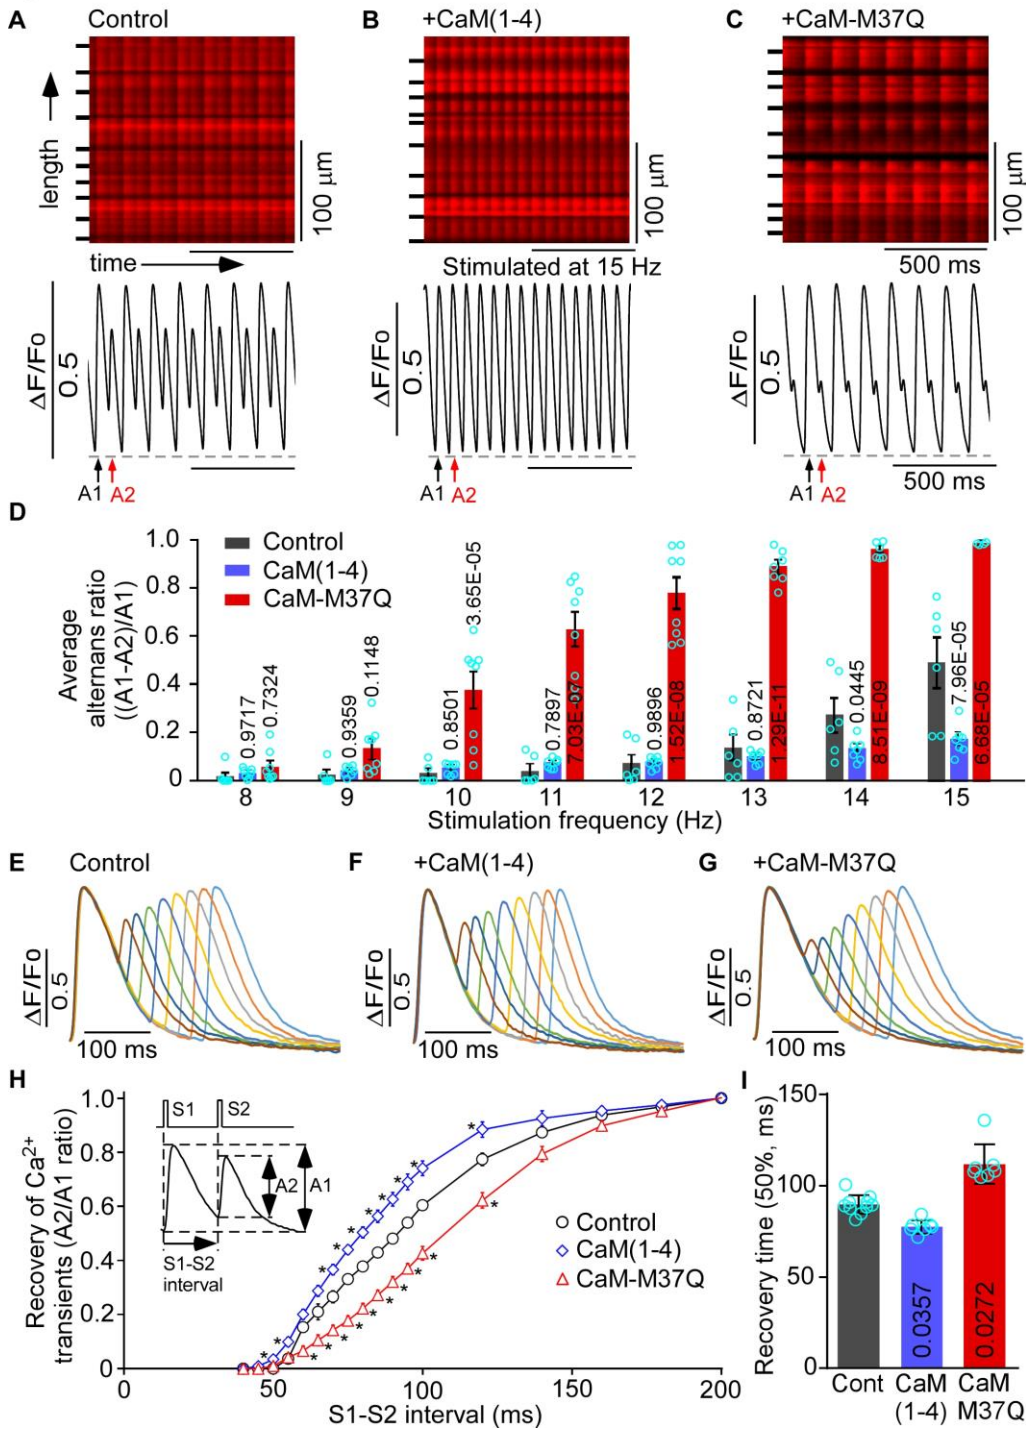 A Control
B +CaM(1-4)
C +CaM-M37Q
length
100 µm
100 µm
100 µm
time
Stimulated at 15 Hz
500 ms
ΔF/Fo
0.5
ΔF/Fo
0.5
ΔF/Fo
0.5
A1 A2
A1 A2
A1 A2
500 ms
D
Average
alternans ratio
((A1-A2)/A1)
1.0
0.8
0.6
0.4
0.2
0
Control
CaM(1-4)
CaM-M37Q
0.9717
0.7324
0.9359
0.1148
0.8501
3.65E-05
0.7897
7.03E-07
0.9896
1.52E-08
0.8721
1.29E-11
0.0445
8.51E-09
7.96E-05
6.68E-05
8 9 10 11 12 13 14 15
Stimulation frequency (Hz)
E Control
F +CaM(1-4)
G +CaM-M37Q
ΔF/Fo
0.5
100 ms
ΔF/Fo
0.5
100 ms
ΔF/Fo
0.5
100 ms
H
Recovery of Ca2+
transients (A2/A1 ratio)
1.0
0.8
0.6
0.4
0.2
0
S1 S2
A2 A1
S1-S2
interval
Control
CaM(1-4)
CaM-M37Q
* * * * * * * * * *
* * * * * * * * * *
0 50 100 150 200
S1-S2 interval (ms)
I
Recovery time (50%, ms)
150
100
50
0
0.0357
0.0272
Cont CaM CaM
(1-4) M37Q